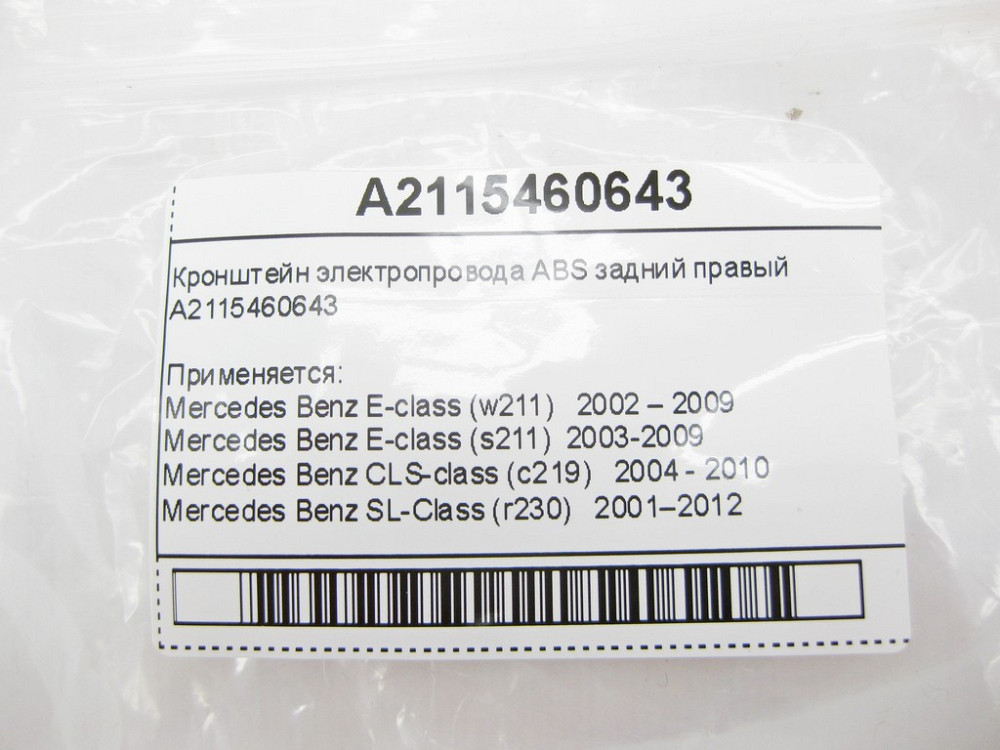 A2115460643
Кронштейн электропровода ABS задний правый
A2115460643
Применяется:
Mercedes Benz E-class (w211) 2002 – 2009
Mercedes Benz E-class (s211) 2003-2009
Mercedes Benz CLS-class (c219) 2004 - 2010
Mercedes Benz SL-Class (r230) 2001–2012